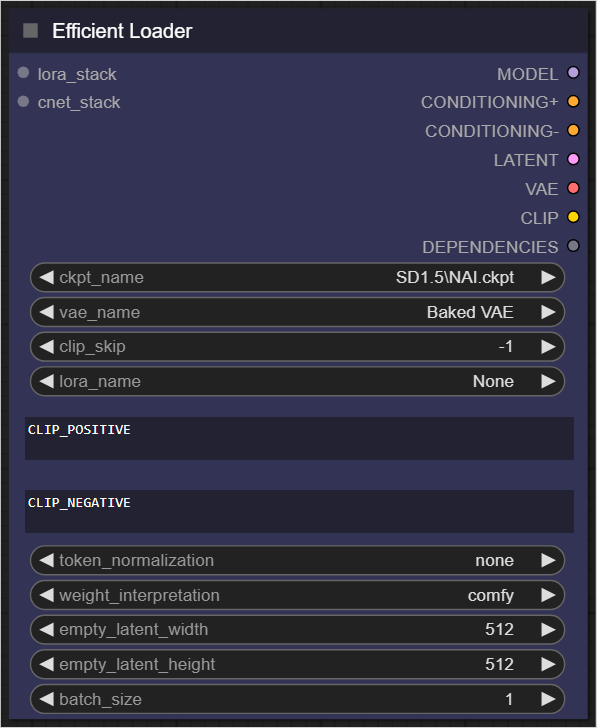 Efficient Loader
lora_stack MODEL
cnet_stack CONDITIONING+
CONDITIONING-
LATENT
VAE
CLIP
DEPENDENCIES
ckpt_name SD1.5\NAI.ckpt
vae_name Baked VAE
clip_skip -1
lora_name None
CLIP_POSITIVE
CLIP_NEGATIVE
token_normalization none
weight_interpretation comfy
empty_latent_width 512
empty_latent_height 512
batch_size 1